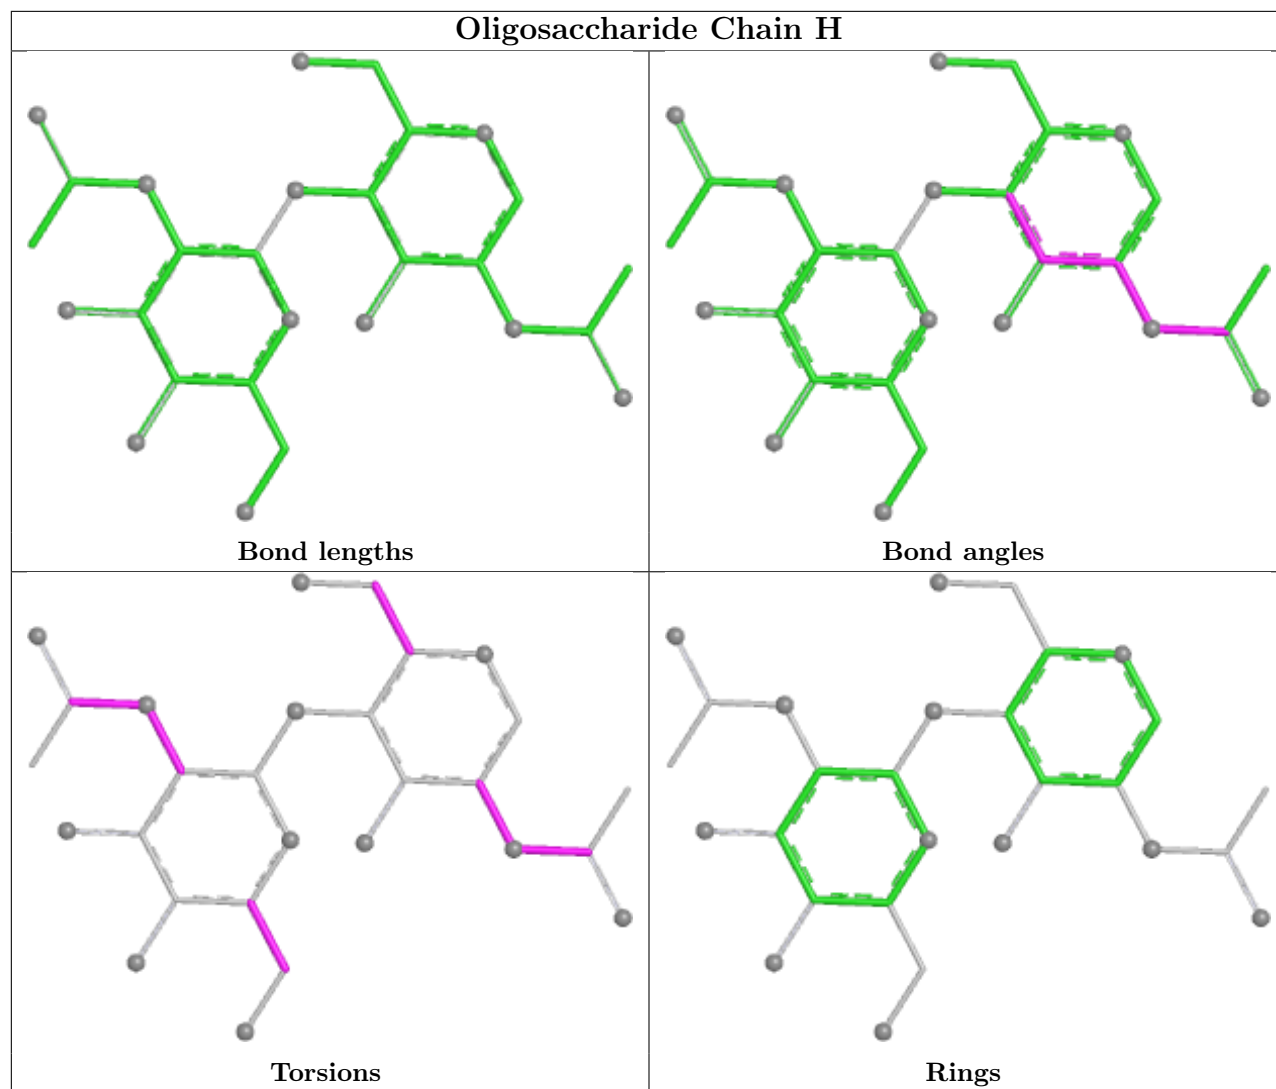 Oligosaccharide Chain H
Bond lengths
Bond angles
Torsions
Rings